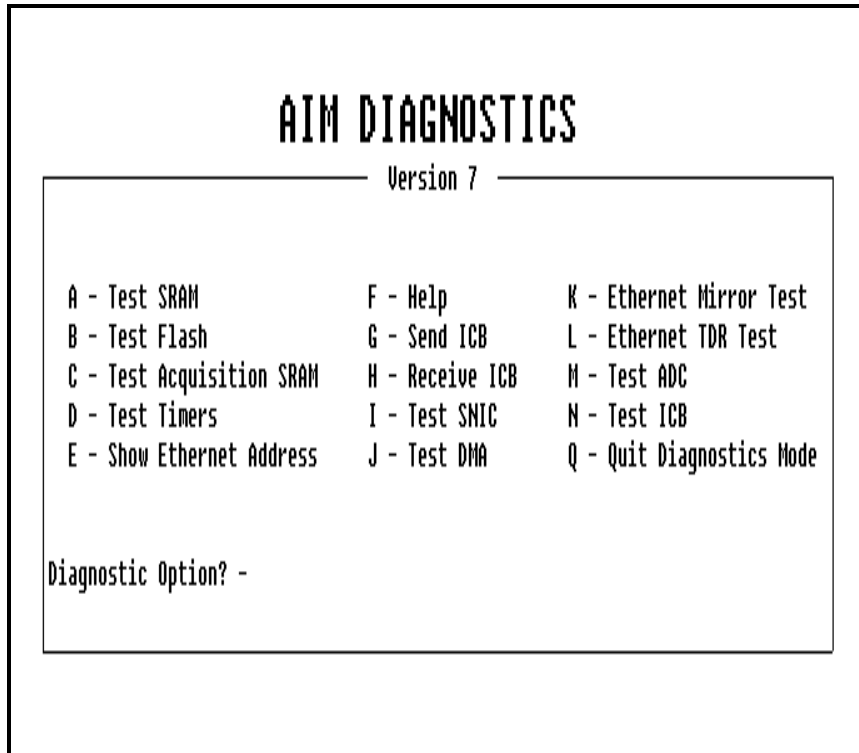 AIM DIAGNOSTICS
Version 7
A - Test SRAM F - Help K - Ethernet Mirror Test
B - Test Flash G - Send ICB L - Ethernet TDR Test
C - Test Acquisition SRAM H - Receive ICB M - Test ADC
D - Test Timers I - Test SNIC N - Test ICB
E - Show Ethernet Address J - Test DMA Q - Quit Diagnostics Mode
Diagnostic Option? -